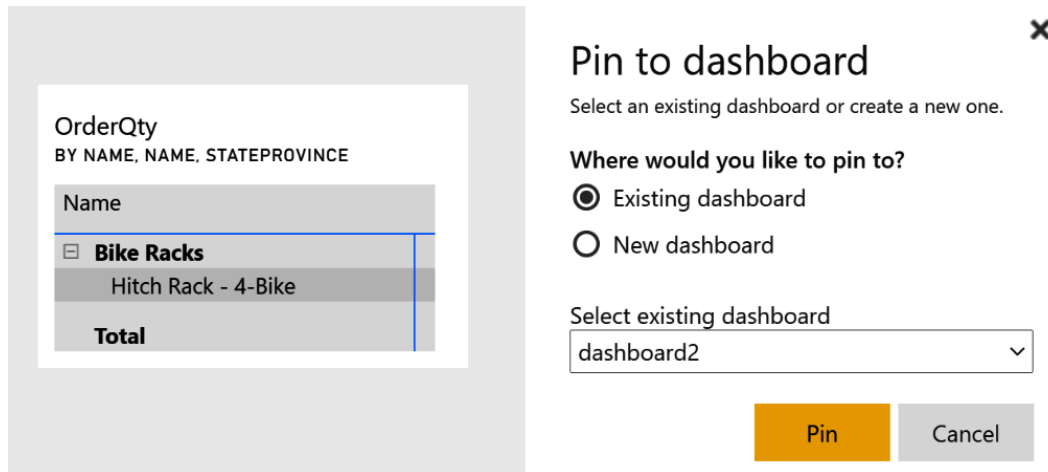 OrderQty
BY NAME, NAME, STATEPROVINCE
Name
Bike Racks
Hitch Rack - 4-Bike
Total
Pin to dashboard
Select an existing dashboard or create a new one.
Where would you like to pin to?
Existing dashboard
New dashboard
Select existing dashboard
dashboard2
Pin
Cancel